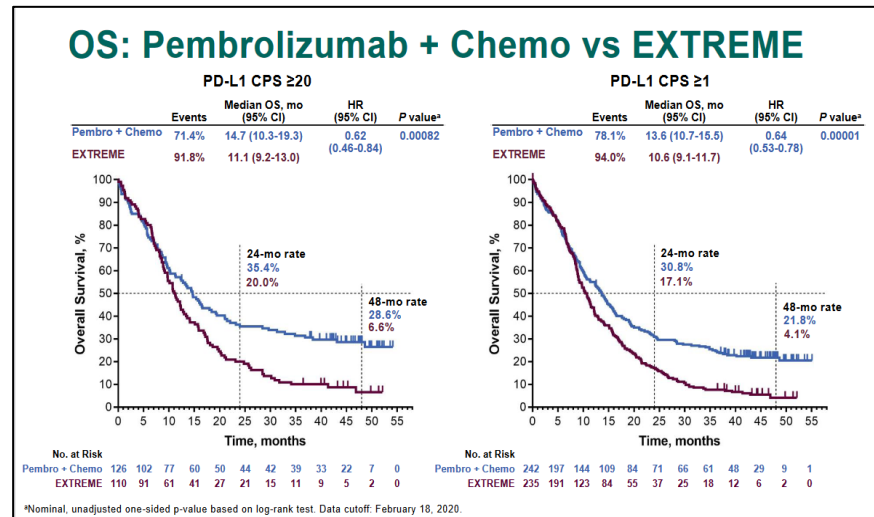 OS: Pembrolizumab + Chemo vs EXTREME
PD-L1 CPS ≥20
Events Median OS, mo (95% CI) HR (95% CI) P valueᵃ
Pembro + Chemo 71.4% 14.7 (10.3-19.3) 0.62 (0.46-0.84) 0.00082
EXTREME 91.8% 11.1 (9.2-13.0)
100
90
80
70
60
50
40
30
20
10
0
Overall Survival, %
24-mo rate
35.4%
20.0%
48-mo rate
28.6%
6.6%
0 5 10 15 20 25 30 35 40 45 50 55
Time, months
No. at Risk
Pembro + Chemo 126 102 77 60 50 44 42 39 33 22 7 0
EXTREME 110 91 61 41 27 21 15 11 9 5 2 0
PD-L1 CPS ≥1
Events Median OS, mo (95% CI) HR (95% CI) P valueᵃ
Pembro + Chemo 78.1% 13.6 (10.7-15.5) 0.64 (0.53-0.78) 0.00001
EXTREME 94.0% 10.6 (9.1-11.7)
100
90
80
70
60
50
40
30
20
10
0
Overall Survival, %
24-mo rate
30.8%
17.1%
48-mo rate
21.8%
4.1%
0 5 10 15 20 25 30 35 40 45 50 55
Time, months
No. at Risk
Pembro + Chemo 242 197 144 109 84 71 66 61 48 29 9 1
EXTREME 235 191 123 84 55 37 25 18 12 6 2 0
ᵃNominal, unadjusted one-sided p-value based on log-rank test. Data cutoff: February 18, 2020.